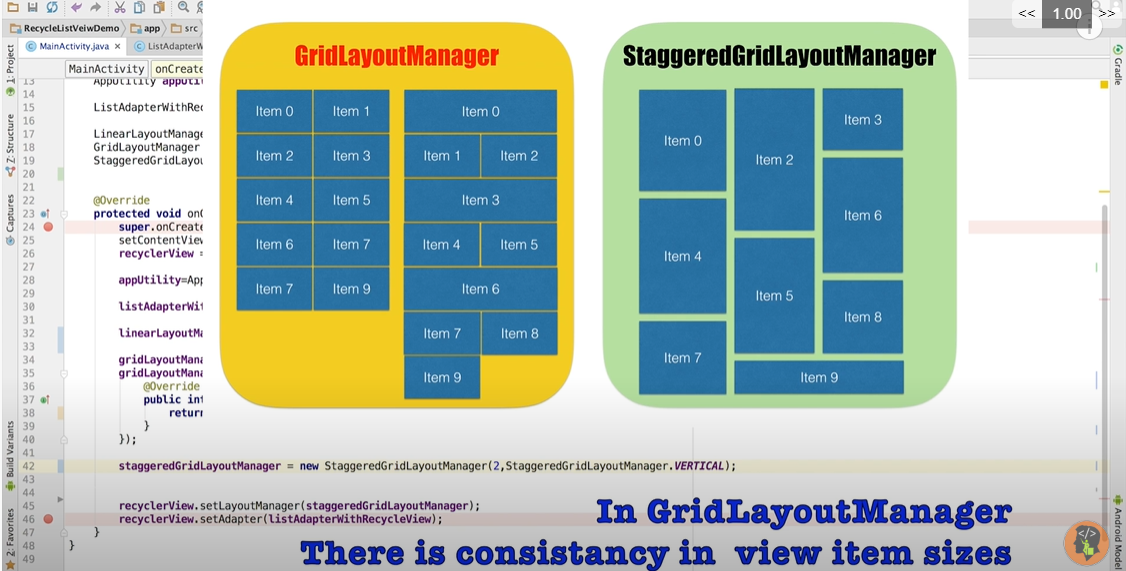 << 1.00 >>
RecycleListVeiwDemo app src
MainActivity.java × ListAdapterW
MainActivity onCreate
1: Project
Z: Structure
Captures
Build Variants
2: Favorites
Gradle
Android Model
13 AppUtility apputi
14
15 ListAdapterWithRec
16
17 LinearLayoutManage
18 GridLayoutManager
19 StaggeredGridLayou
20
21
22 @Override
23 protected void on
24 super.onCreate
25 setContentView
26 recyclerView =
27
28 appUtility=App
29
30 listAdapterWit
31
32 linearLayoutMa
33
34 gridLayoutMana
35 gridLayoutMana
36 @Override
37 public int
38 return
39 }
40 });
41
42 staggeredGridLayoutManager = new StaggeredGridLayoutManager(2,StaggeredGridLayoutManager.VERTICAL);
43
44
45 recyclerView.setLayoutManager(staggeredGridLayoutManager);
46 recyclerView.setAdapter(listAdapterWithRecycleView);
47 }
48 }
49
GridLayoutManager
Item 0 Item 1
Item 2 Item 3
Item 4 Item 5
Item 6 Item 7
Item 7 Item 9
Item 0
Item 1 Item 2
Item 3
Item 4 Item 5
Item 6
Item 7 Item 8
Item 9
StaggeredGridLayoutManager
Item 0
Item 2
Item 3
Item 4
Item 6
Item 5
Item 8
Item 7
Item 9
In GridLayoutManager
There is consistancy in view item sizes